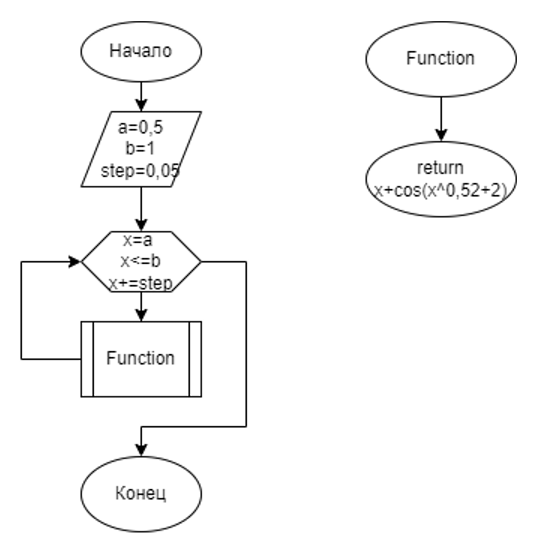 Начало
a=0,5
b=1
step=0,05
x=a
x<=b
x+=step
Function
Конец
Function
return
x+cos(x^0,52+2)